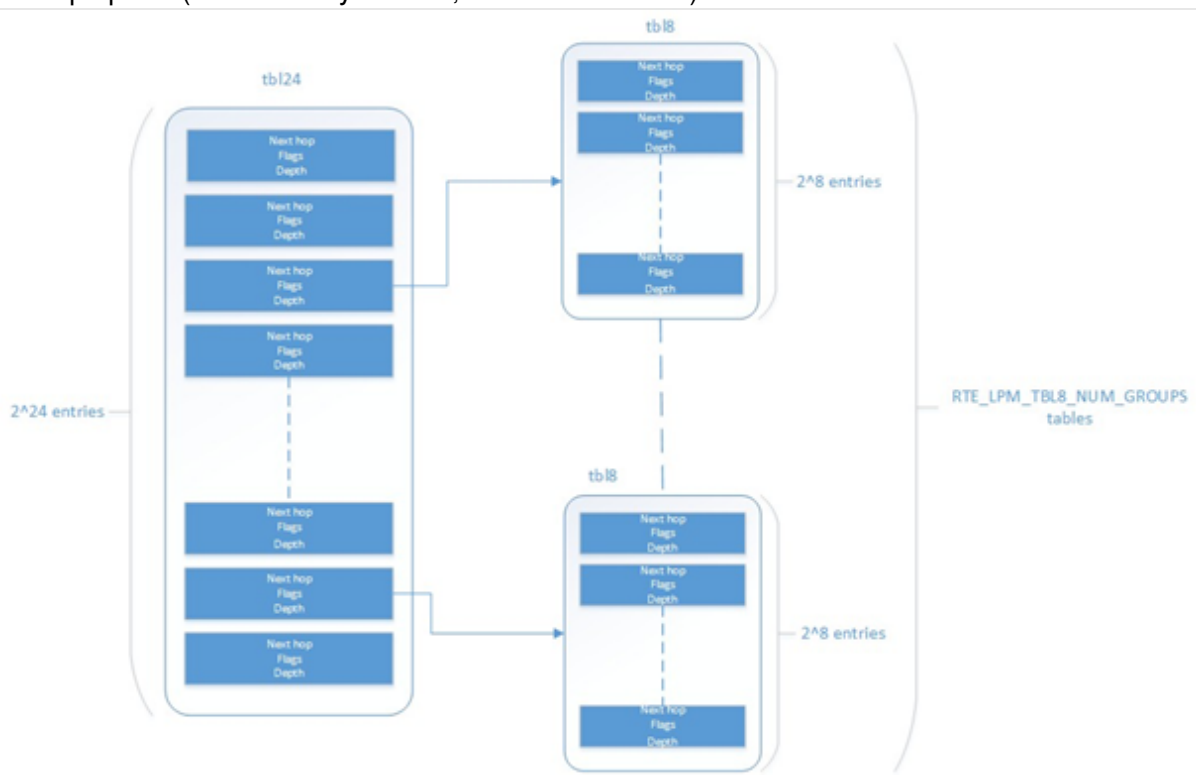 tbl24
Next hop
Flags
Depth
Next hop
Flags
Depth
Next hop
Flags
Depth
Next hop
Flags
Depth
Next hop
Flags
Depth
Next hop
Flags
Depth
Next hop
Flags
Depth
2^24 entries
tbl8
Next hop
Flags
Depth
Next hop
Flags
Depth
Next hop
Flags
Depth
2^8 entries
tbl8
Next hop
Flags
Depth
Next hop
Flags
Depth
Next hop
Flags
Depth
2^8 entries
RTE_LPM_TBL8_NUM_GROUPS
tables